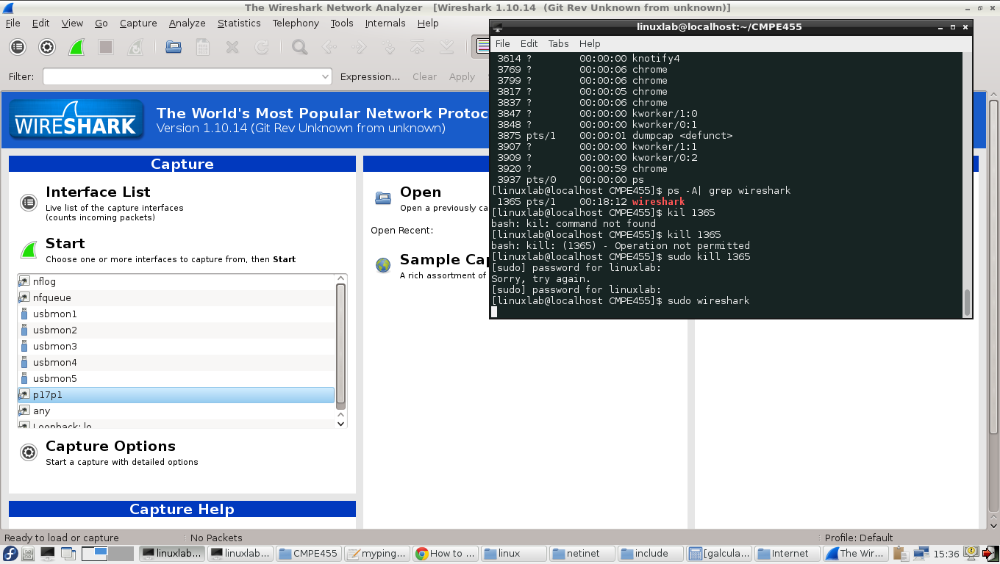 The Wireshark Network Analyzer [Wireshark 1.10.14 (Git Rev Unknown from unknown)]
File Edit View Go Capture Analyze Statistics Telephony Tools Internals Help
Filter: Expression... Clear Apply
WIRESHARK
The World's Most Popular Network Protoc
Version 1.10.14 (Git Rev Unknown from unknown)
Capture
Interface List
Live list of the capture interfaces
(counts incoming packets)
Start
Choose one or more interfaces to capture from, then Start
nflog
nfqueue
usbmon1
usbmon2
usbmon3
usbmon4
usbmon5
p17p1
any
Loopback: lo
Capture Options
Start a capture with detailed options
Capture Help
Open
Open a previously ca
Open Recent:
Sample Ca
A rich assortment of
linuxlab@localhost:~/CMPE455
File Edit Tabs Help
3614 ? 00:00:00 knotify4
3769 ? 00:00:06 chrome
3799 ? 00:00:06 chrome
3817 ? 00:00:05 chrome
3837 ? 00:00:06 chrome
3847 ? 00:00:00 kworker/1:0
3848 ? 00:00:00 kworker/0:1
3875 pts/1 00:00:01 dumpcap <defunct>
3907 ? 00:00:00 kworker/1:1
3909 ? 00:00:00 kworker/0:2
3920 ? 00:00:59 chrome
3937 pts/0 00:00:00 ps
[linuxlab@localhost CMPE455]$ ps -A| grep wireshark
1365 pts/1 00:18:12 wireshark
[linuxlab@localhost CMPE455]$ kil 1365
bash: kil: command not found
[linuxlab@localhost CMPE455]$ kill 1365
bash: kill: (1365) - Operation not permitted
[linuxlab@localhost CMPE455]$ sudo kill 1365
[sudo] password for linuxlab:
Sorry, try again.
[sudo] password for linuxlab:
[linuxlab@localhost CMPE455]$ sudo wireshark
Ready to load or capture No Packets Profile: Default
linuxlab... linuxlab... CMPE455 myping... How to ... linux netinet include [galcula... Internet The Wir... 15:36